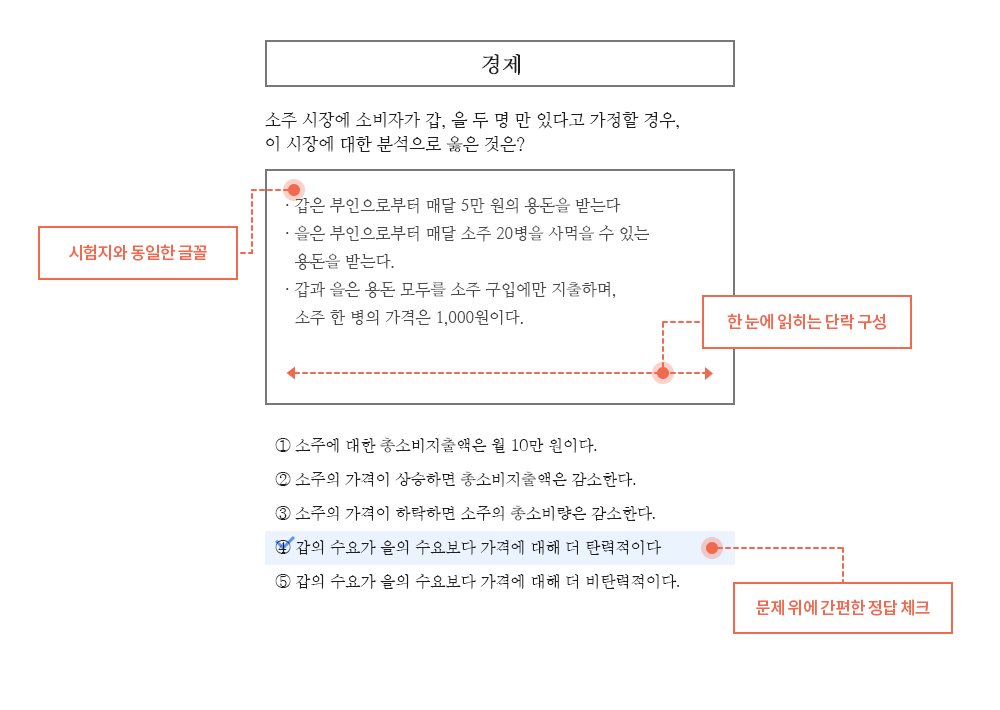 경제
소주 시장에 소비자가 갑, 을 두 명 만 있다고 가정할 경우,
이 시장에 대한 분석으로 옳은 것은?
· 갑은 부인으로부터 매달 5만 원의 용돈을 받는다
· 을은 부인으로부터 매달 소주 20병을 사먹을 수 있는
용돈을 받는다.
· 갑과 을은 용돈 모두를 소주 구입에만 지출하며,
소주 한 병의 가격은 1,000원이다.
시험지와 동일한 글꼴
한 눈에 읽히는 단락 구성
① 소주에 대한 총소비지출액은 월 10만 원이다.
② 소주의 가격이 상승하면 총소비지출액은 감소한다.
③ 소주의 가격이 하락하면 소주의 총소비량은 감소한다.
④ 갑의 수요가 을의 수요보다 가격에 대해 더 탄력적이다
⑤ 갑의 수요가 을의 수요보다 가격에 대해 더 비탄력적이다.
문제 위에 간편한 정답 체크